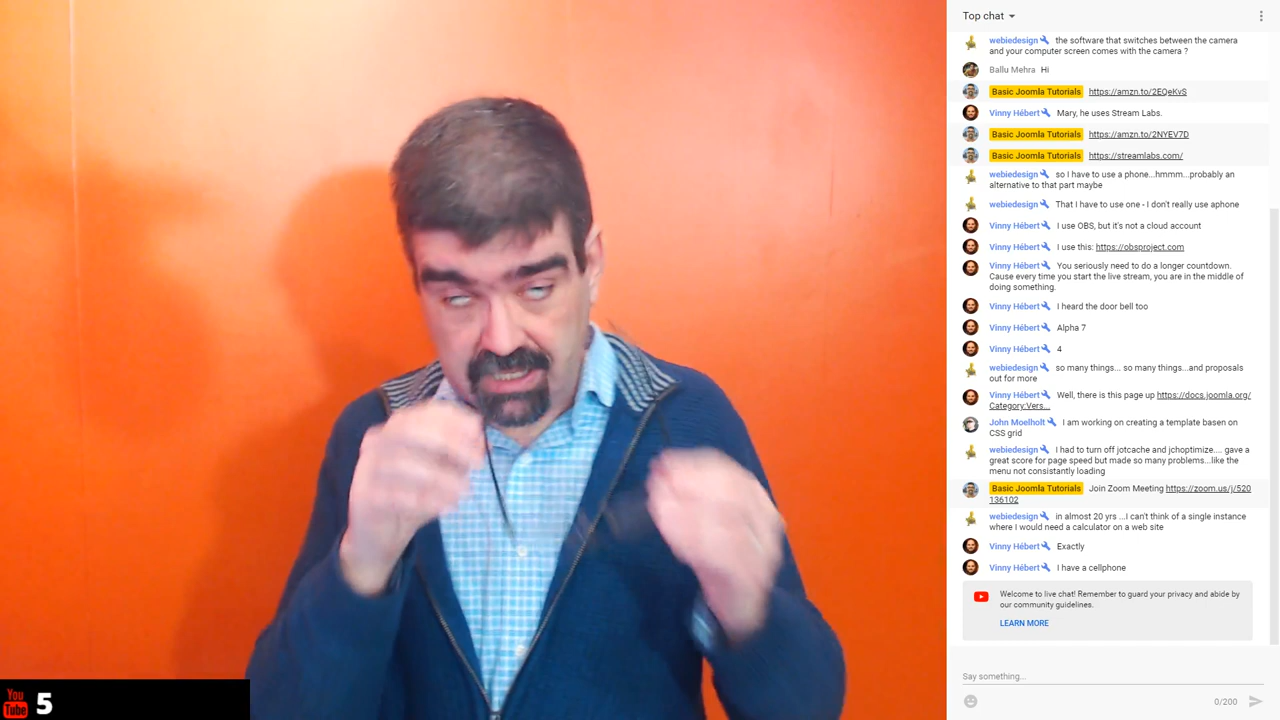 Top chat
webiedesign the software that switches between the camera
and your computer screen comes with the camera ?
Ballu Mehra Hi
Basic Joomla Tutorials https://amzn.to/2EQeKvS
Vinny Hébert Mary, he uses Stream Labs.
Basic Joomla Tutorials https://amzn.to/2NYEV7D
Basic Joomla Tutorials https://streamlabs.com/
webiedesign so I have to use a phone...hmmm...probably an
alternative to that part maybe
webiedesign That I have to use one - I don't really use aphone
Vinny Hébert I use OBS, but it's not a cloud account
Vinny Hébert I use this: https://obsproject.com
Vinny Hébert You seriously need to do a longer countdown.
Cause every time you start the live stream, you are in the middle of
doing something.
Vinny Hébert I heard the door bell too
Vinny Hébert Alpha 7
Vinny Hébert 4
webiedesign so many things... so many things...and proposals
out for more
Vinny Hébert Well, there is this page up https://docs.joomla.org/
Category:Vers...
John Moelholt I am working on creating a template basen on
CSS grid
webiedesign I had to turn off jotcache and jchoptimize.... gave a
great score for page speed but made so many problems...like the
menu not consistantly loading
Basic Joomla Tutorials Join Zoom Meeting https://zoom.us/j/520
136102
webiedesign in almost 20 yrs ...I can't think of a single instance
where I would need a calculator on a web site
Vinny Hébert Exactly
Vinny Hébert I have a cellphone
Welcome to live chat! Remember to guard your privacy and abide by
our community guidelines.
LEARN MORE
Say something...
0/200
You
Tube 5